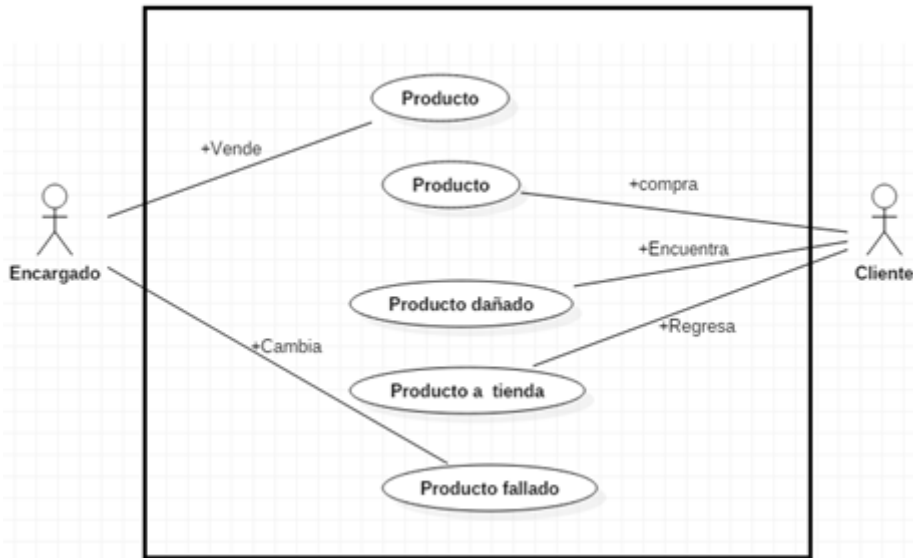 Producto
+Vende
Producto
+compra
Encargado
Cliente
+Encuentra
Producto dañado
+Regresa
+Cambia
Producto a tienda
Producto fallado